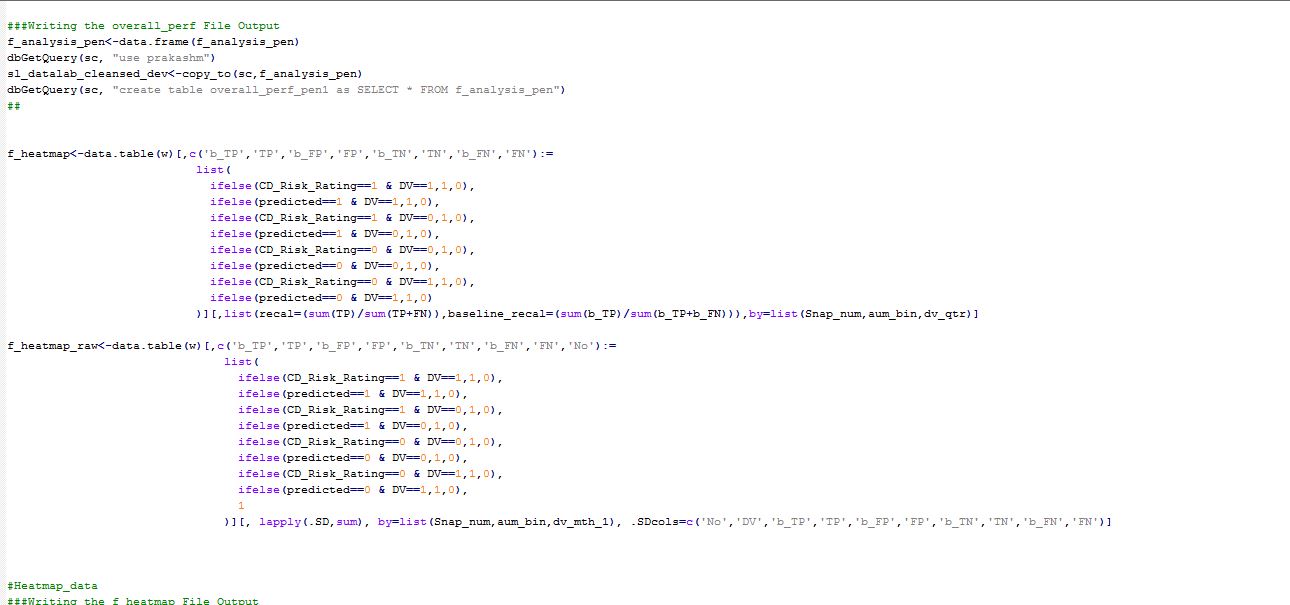 ###Writing the overall_perf File Output
f_analysis_pen<-data.frame(f_analysis_pen)
dbGetQuery(sc, "use prakashm")
sl_datalab_cleansed_dev<-copy_to(sc,f_analysis_pen)
dbGetQuery(sc, "create table overall_perf_pen1 as SELECT * FROM f_analysis_pen")
##
f_heatmap<-data.table(w)[,c('b_TP','TP','b_FP','FP','b_TN','TN','b_FN','FN'):=
list(
ifelse(CD_Risk_Rating==1 & DV==1,1,0),
ifelse(predicted==1 & DV==1,1,0),
ifelse(CD_Risk_Rating==1 & DV==0,1,0),
ifelse(predicted==1 & DV==0,1,0),
ifelse(CD_Risk_Rating==0 & DV==0,1,0),
ifelse(predicted==0 & DV==0,1,0),
ifelse(CD_Risk_Rating==0 & DV==1,1,0),
ifelse(predicted==0 & DV==1,1,0)
)][,list(recal=(sum(TP)/sum(TP+FN)),baseline_recal=(sum(b_TP)/sum(b_TP+b_FN))),by=list(Snap_num,aum_bin,dv_qtr)]
f_heatmap_raw<-data.table(w)[,c('b_TP','TP','b_FP','FP','b_TN','TN','b_FN','FN','No'):=
list(
ifelse(CD_Risk_Rating==1 & DV==1,1,0),
ifelse(predicted==1 & DV==1,1,0),
ifelse(CD_Risk_Rating==1 & DV==0,1,0),
ifelse(predicted==1 & DV==0,1,0),
ifelse(CD_Risk_Rating==0 & DV==0,1,0),
ifelse(predicted==0 & DV==0,1,0),
ifelse(CD_Risk_Rating==0 & DV==1,1,0),
ifelse(predicted==0 & DV==1,1,0),
1
)][, lapply(.SD,sum), by=list(Snap_num,aum_bin,dv_mth_1), .SDcols=c('No','DV','b_TP','TP','b_FP','FP','b_TN','TN','b_FN','FN')]
#Heatmap_data
###Writing the f_heatmap File Output